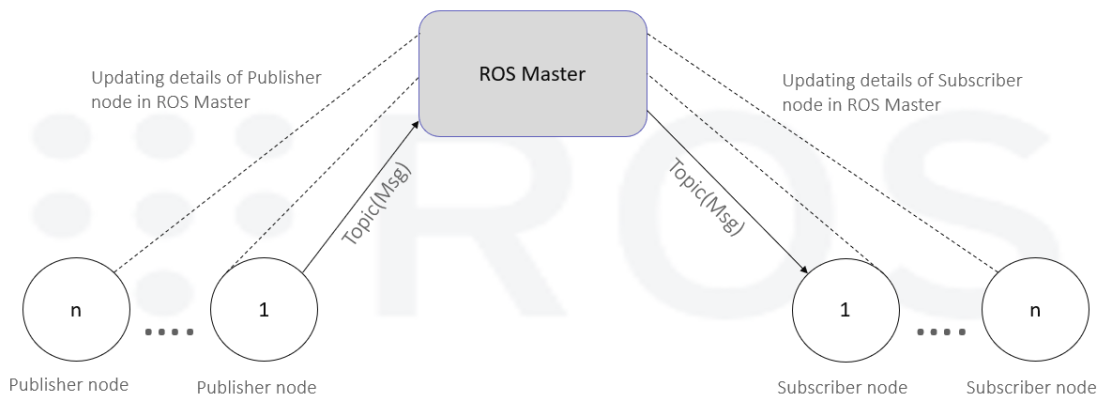 ROS Master
Updating details of Publisher
node in ROS Master
Updating details of Subscriber
node in ROS Master
Topic(Msg)
Topic(Msg)
ROS
n
1
1
n
Publisher node
Publisher node
Subscriber node
Subscriber node